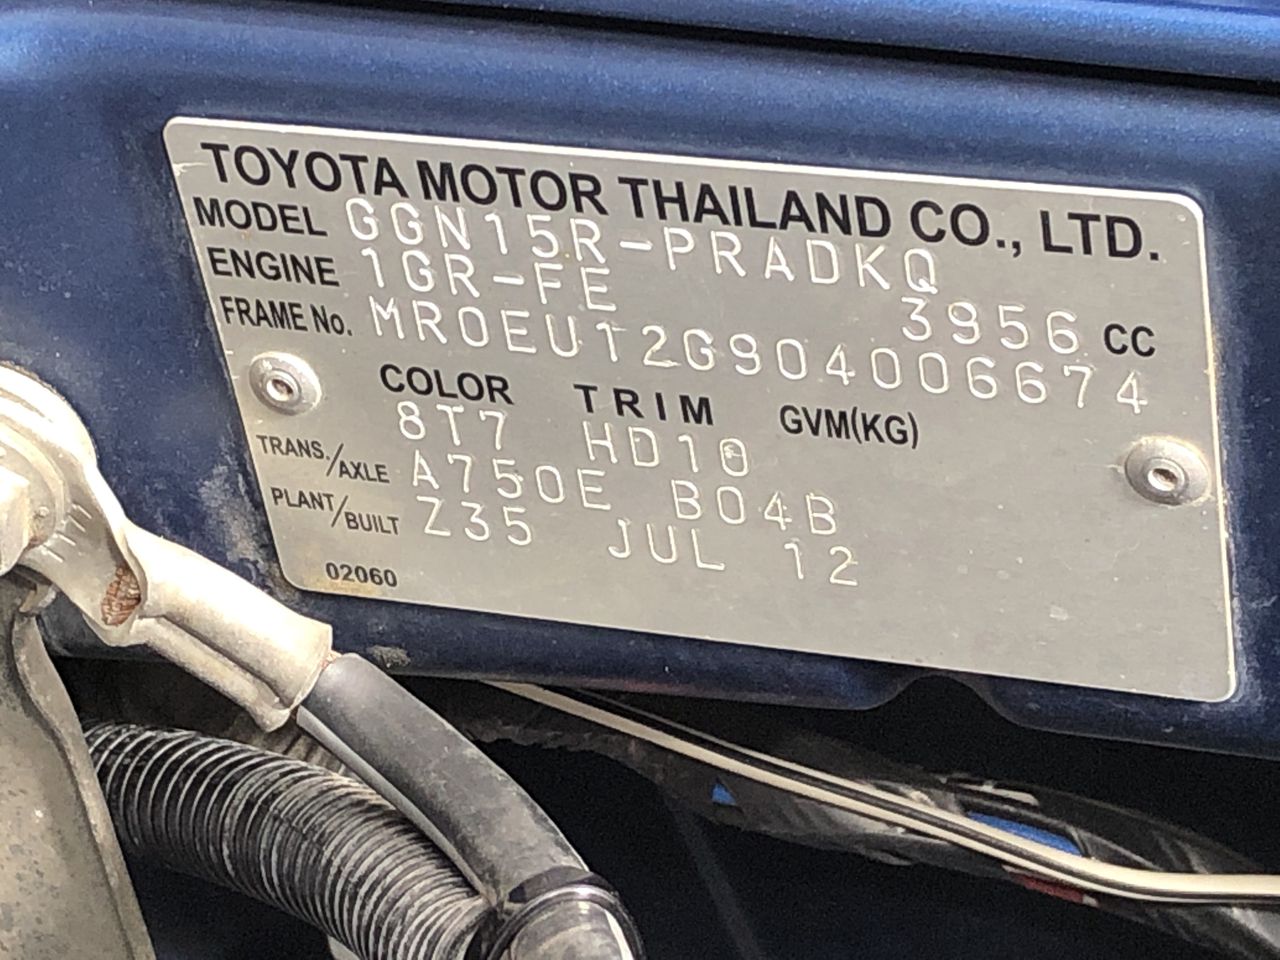 TOYOTA MOTOR THAILAND CO., LTD.
MODEL GGN15R-PRADKQ
ENGINE 1GR-FE 3956 CC
FRAME No. MR0EU12G904006674
COLOR TRIM GVM(KG)
8T7 HD10
TRANS./AXLE A750E B04B
PLANT/BUILT Z35 JUL 12
02060